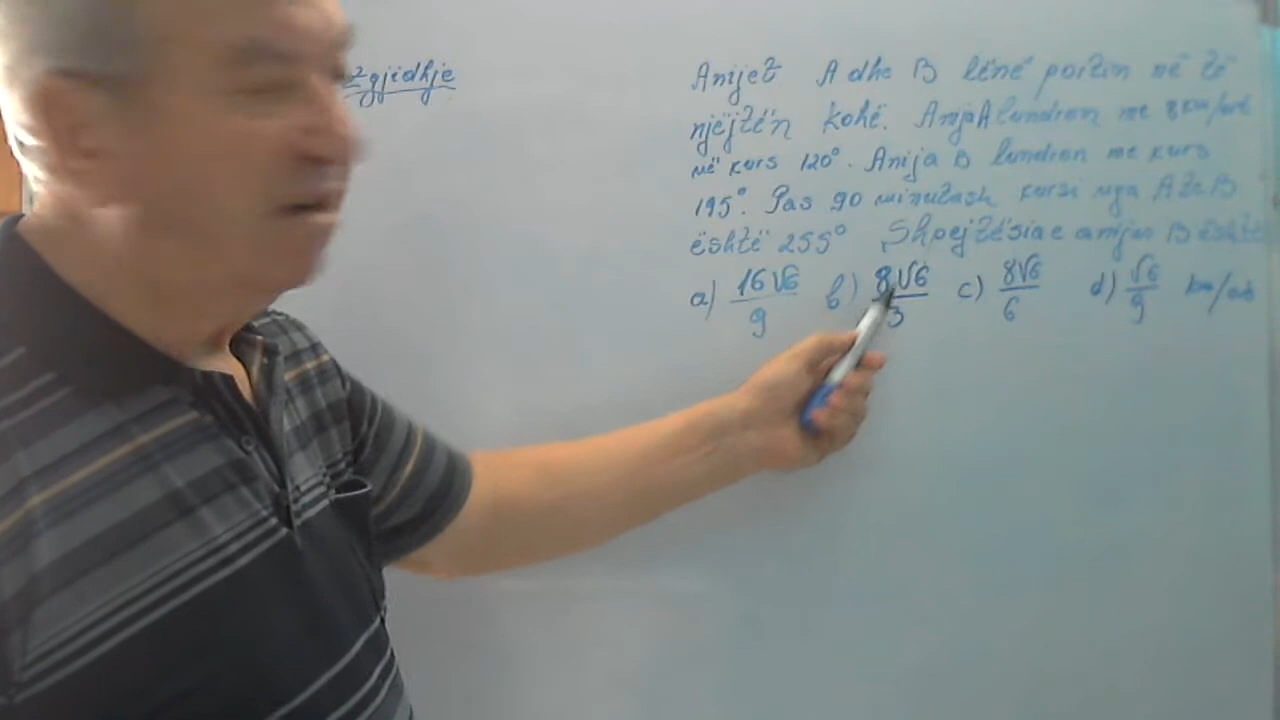 Zgjidhje
Anijet A dhe B lënë portin në të
njëjtën kohë. Anija A lundron me 8 km/orë
në kurs 120°. Anija B lundron me kurs
195°. Pas 90 minutash kursi nga A te B
është 255° Shpejtësia e anijes B është
a) 16√6/9 b) 8√6/3 c) 8√6/6 d) √6/9 km/orë